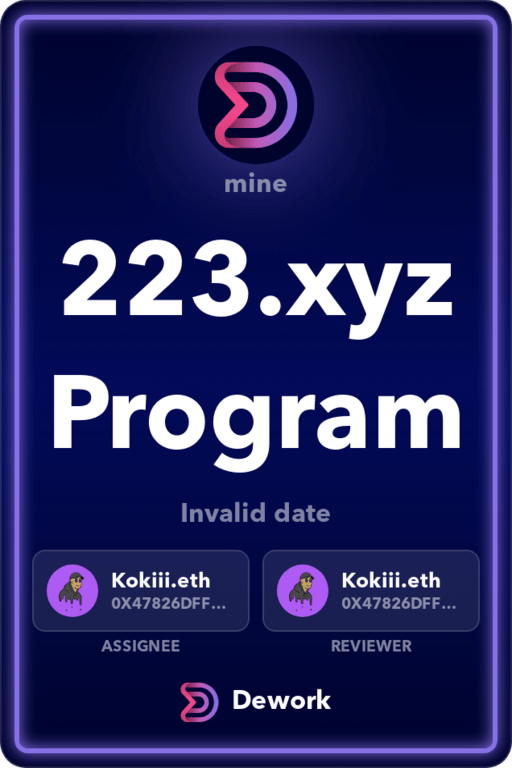 mine
223.xyz
Program
Invalid date
Kokiii.eth
0X47826DFF...
ASSIGNEE
Kokiii.eth
0X47826DFF...
REVIEWER
Dework